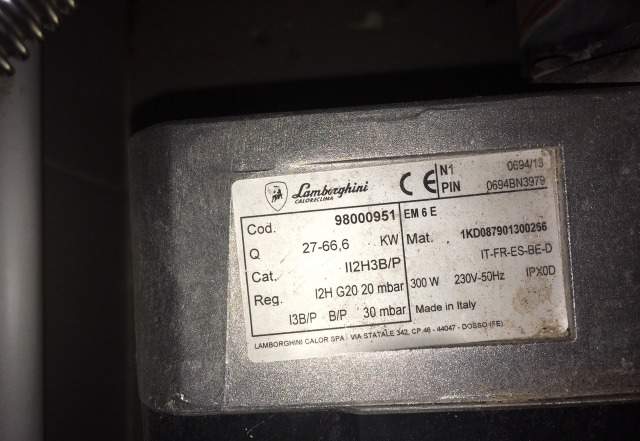 Lamborghini
CALORECLIMA
CE
N1 0694/13
PIN 0694BN3979
Cod. 98000951
EM 6 E
Q 27-66,6 KW
Mat. 1KD087901300266
Cat. II2H3B/P
IT-FR-ES-BE-D
Reg. I2H G20 20 mbar
300 W 230V-50Hz IPX0D
I3B/P B/P 30 mbar
Made in Italy
LAMBORGHINI CALOR SPA - VIA STATALE 342, CP 46 - 44047 - DOSSO (FE)